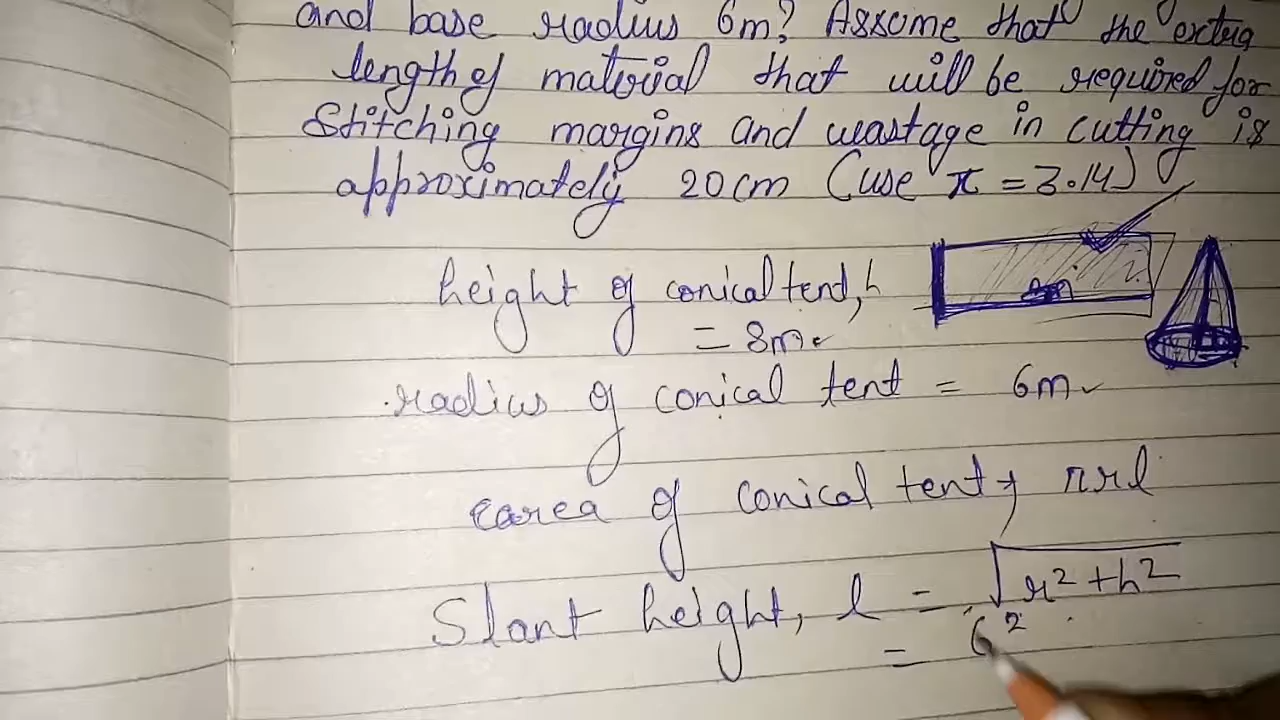 and base radius 6m? Assume that the extra
length of material that will be required for
Stitching margins and wastage in cutting is
approximately 20cm (use π = 3.14)
height of conical tent, h
= 8m
radius of conical tent = 6m
area of conical tent πrl
Slant height, l = √r²+h²
= 6²